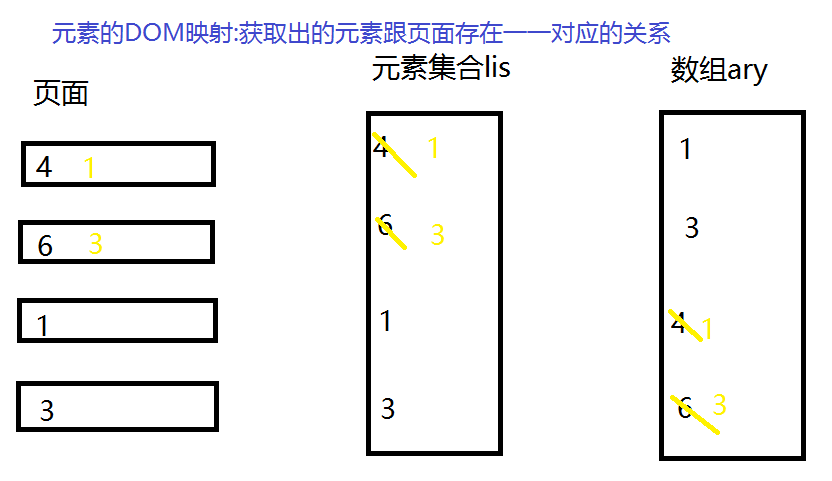 元素的DOM映射:获取出的元素跟页面存在一一对应的关系
页面 元素集合lis 数组ary
4 1 4 1 1
6 3 6 3 3
1 1 4 1
3 3 6 3